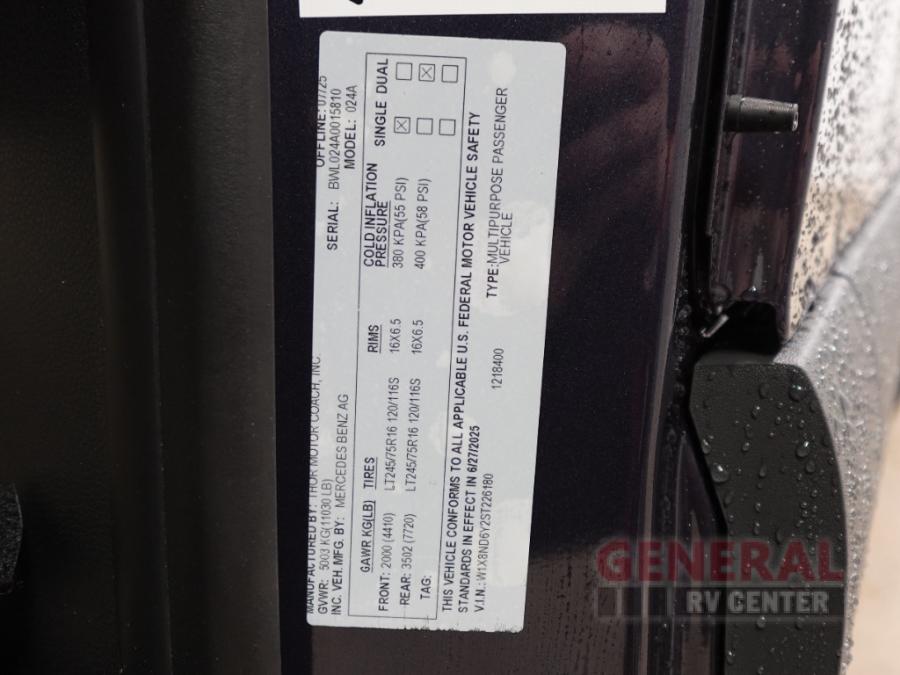 MANUFACTURED BY: THOR MOTOR COACH, INC. OFFLINE: 07/25
GVWR: 5003 KG(11030 LB) SERIAL: BWL024A0015810
INC. VEH. MFG. BY: MERCEDES BENZ AG MODEL: 024A
GAWR KG(LB) TIRES RIMS COLD INFLATION PRESSURE SINGLE DUAL
FRONT: 2000 (4410) LT245/75R16 120/116S 16X6.5 380 KPA(55 PSI) ☒ ☐
REAR: 3502 (7720) LT245/75R16 120/116S 16X6.5 400 KPA(58 PSI) ☐ ☒
TAG: ☐ ☐
THIS VEHICLE CONFORMS TO ALL APPLICABLE U.S. FEDERAL MOTOR VEHICLE SAFETY
STANDARDS IN EFFECT IN 6/27/2025
V.I.N.: W1X8ND6Y2ST226180 1218400 TYPE: MULTIPURPOSE PASSENGER
VEHICLE
GENERAL
RV CENTER